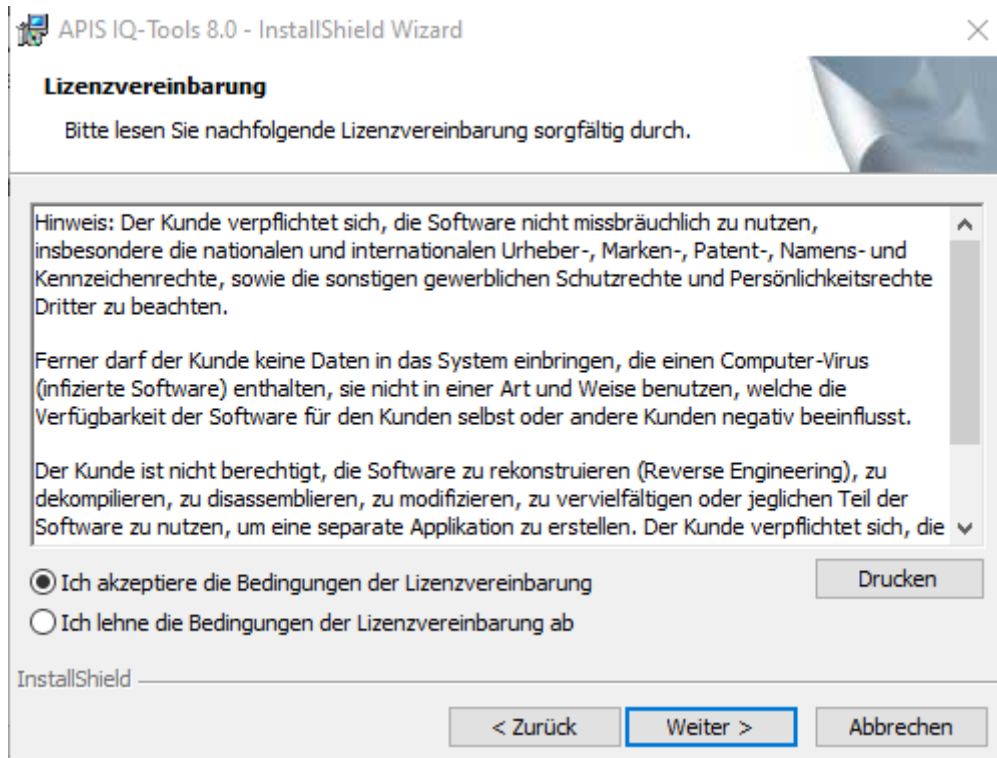 APIS IQ-Tools 8.0 - InstallShield Wizard
Lizenzvereinbarung
Bitte lesen Sie nachfolgende Lizenzvereinbarung sorgfältig durch.
Hinweis: Der Kunde verpflichtet sich, die Software nicht missbräuchlich zu nutzen,
insbesondere die nationalen und internationalen Urheber-, Marken-, Patent-, Namens- und
Kennzeichenrechte, sowie die sonstigen gewerblichen Schutzrechte und Persönlichkeitsrechte
Dritter zu beachten.
Ferner darf der Kunde keine Daten in das System einbringen, die einen Computer-Virus
(infizierte Software) enthalten, sie nicht in einer Art und Weise benutzen, welche die
Verfügbarkeit der Software für den Kunden selbst oder andere Kunden negativ beeinflusst.
Der Kunde ist nicht berechtigt, die Software zu rekonstruieren (Reverse Engineering), zu
dekompilieren, zu disassemblieren, zu modifizieren, zu vervielfältigen oder jeglichen Teil der
Software zu nutzen, um eine separate Applikation zu erstellen. Der Kunde verpflichtet sich, die
Ich akzeptiere die Bedingungen der Lizenzvereinbarung
Drucken
Ich lehne die Bedingungen der Lizenzvereinbarung ab
InstallShield
< Zurück
Weiter >
Abbrechen